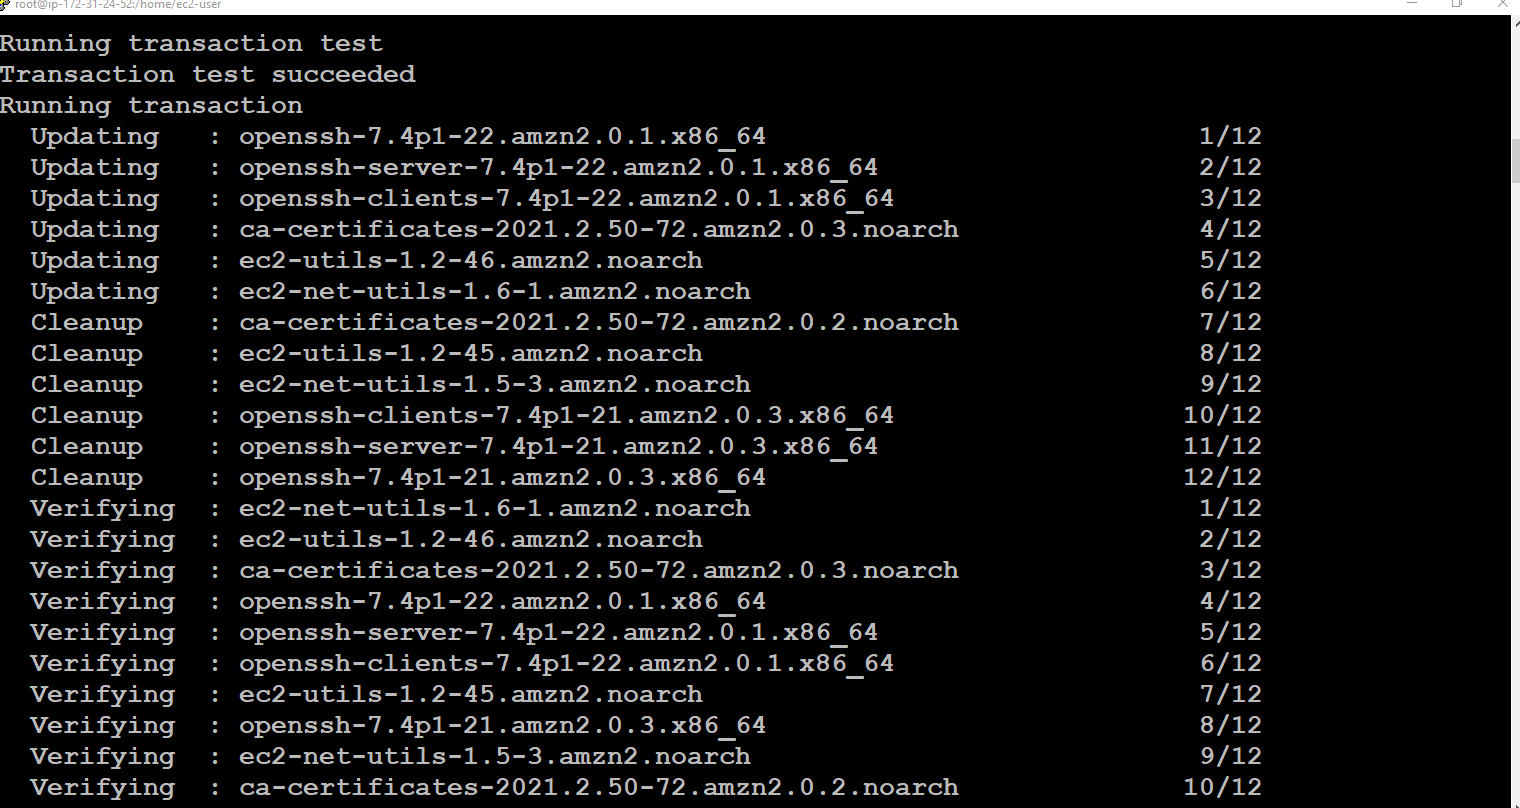 root@ip-172-31-24-52:/home/ec2-user
Running transaction test
Transaction test succeeded
Running transaction
  Updating   : openssh-7.4p1-22.amzn2.0.1.x86_64                           1/12
  Updating   : openssh-server-7.4p1-22.amzn2.0.1.x86_64                    2/12
  Updating   : openssh-clients-7.4p1-22.amzn2.0.1.x86_64                   3/12
  Updating   : ca-certificates-2021.2.50-72.amzn2.0.3.noarch               4/12
  Updating   : ec2-utils-1.2-46.amzn2.noarch                               5/12
  Updating   : ec2-net-utils-1.6-1.amzn2.noarch                            6/12
  Cleanup    : ca-certificates-2021.2.50-72.amzn2.0.2.noarch               7/12
  Cleanup    : ec2-utils-1.2-45.amzn2.noarch                               8/12
  Cleanup    : ec2-net-utils-1.5-3.amzn2.noarch                            9/12
  Cleanup    : openssh-clients-7.4p1-21.amzn2.0.3.x86_64                  10/12
  Cleanup    : openssh-server-7.4p1-21.amzn2.0.3.x86_64                   11/12
  Cleanup    : openssh-7.4p1-21.amzn2.0.3.x86_64                          12/12
  Verifying  : ec2-net-utils-1.6-1.amzn2.noarch                            1/12
  Verifying  : ec2-utils-1.2-46.amzn2.noarch                               2/12
  Verifying  : ca-certificates-2021.2.50-72.amzn2.0.3.noarch               3/12
  Verifying  : openssh-7.4p1-22.amzn2.0.1.x86_64                           4/12
  Verifying  : openssh-server-7.4p1-22.amzn2.0.1.x86_64                    5/12
  Verifying  : openssh-clients-7.4p1-22.amzn2.0.1.x86_64                   6/12
  Verifying  : ec2-utils-1.2-45.amzn2.noarch                               7/12
  Verifying  : openssh-7.4p1-21.amzn2.0.3.x86_64                           8/12
  Verifying  : ec2-net-utils-1.5-3.amzn2.noarch                            9/12
  Verifying  : ca-certificates-2021.2.50-72.amzn2.0.2.noarch              10/12